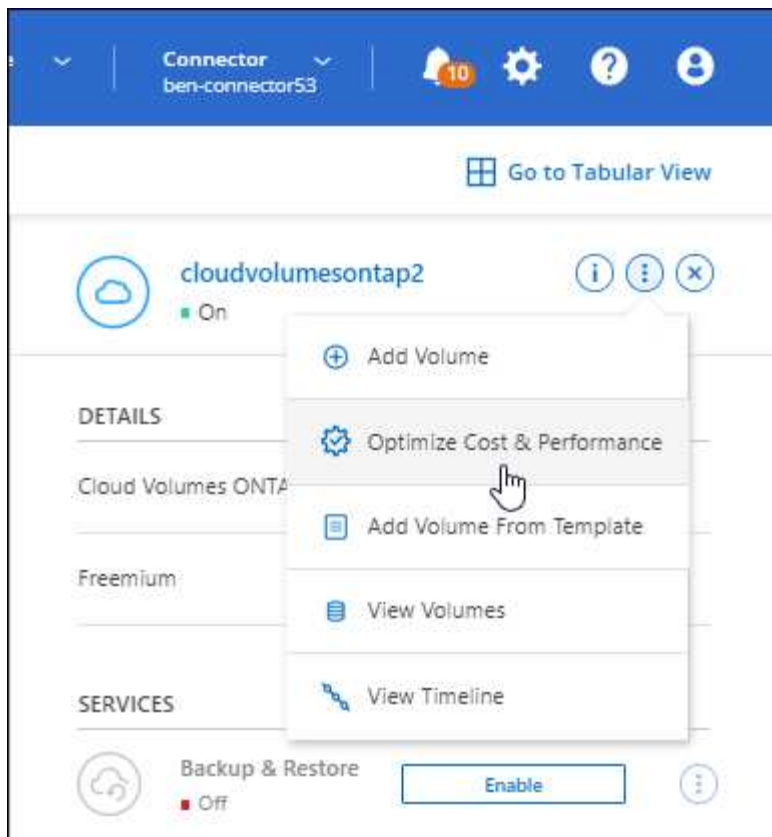 Connector
ben-connector53
10
Go to Tabular View
cloudvolumesontap2
On
Add Volume
DETAILS
Optimize Cost & Performance
Cloud Volumes ONTA
Add Volume From Template
Freemium
View Volumes
View Timeline
SERVICES
Backup & Restore
Enable
Off